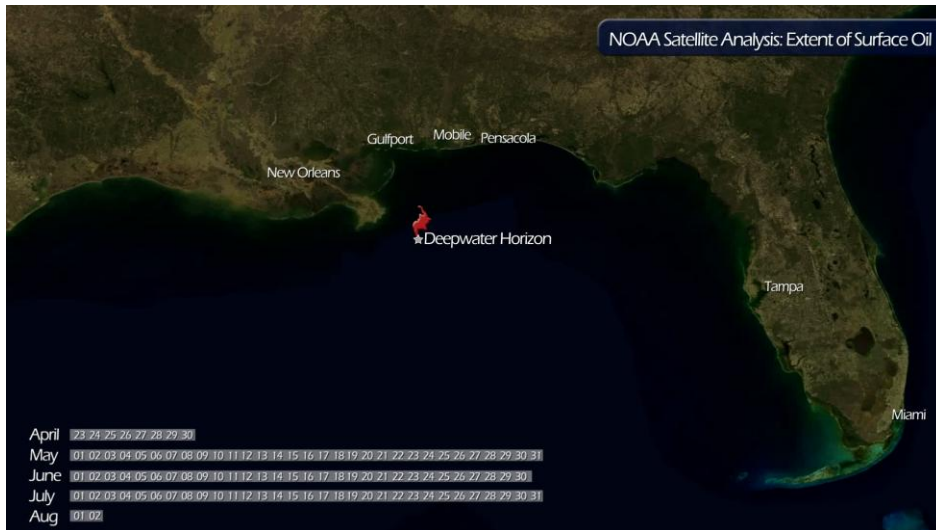 NOAA Satellite Analysis: Extent of Surface Oil
Gulfport
Mobile
Pensacola
New Orleans
Deepwater Horizon
Tampa
Miami
April 23 24 25 26 27 28 29 30
May 01 02 03 04 05 06 07 08 09 10 11 12 13 14 15 16 17 18 19 20 21 22 23 24 25 26 27 28 29 30 31
June 01 02 03 04 05 06 07 08 09 10 11 12 13 14 15 16 17 18 19 20 21 22 23 24 25 26 27 28 29 30
July 01 02 03 04 05 06 07 08 09 10 11 12 13 14 15 16 17 18 19 20 21 22 23 24 25 26 27 28 29 30 31
Aug 01 02